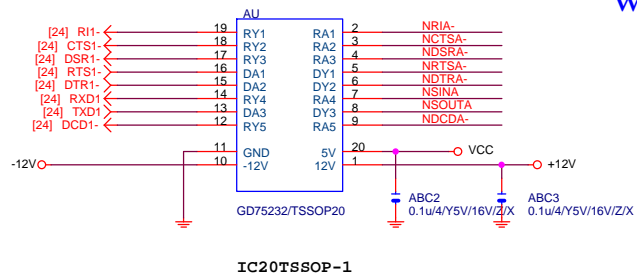 W
AU
[24] RI1- 19 RY1 RA1 2 NRIA-
[24] CTS1- 18 RY2 RA2 3 NCTSA-
[24] DSR1- 17 RY3 RA3 4 NDSRA-
[24] RTS1- 16 DA1 DY1 5 NRTSA-
[24] DTR1- 15 DA2 DY2 6 NDTRA-
[24] RXD1 14 RY4 RA4 7 NSINA
[24] TXD1 13 DA3 DY3 8 NSOUTA
[24] DCD1- 12 RY5 RA5 9 NDCDA-
11 GND 5V 20 VCC
-12V 10 -12V 12V 1 +12V
ABC2 ABC3
GD75232/TSSOP20 0.1u/4/Y5V/16V/Z/X 0.1u/4/Y5V/16V/Z/X
IC20TSSOP-1